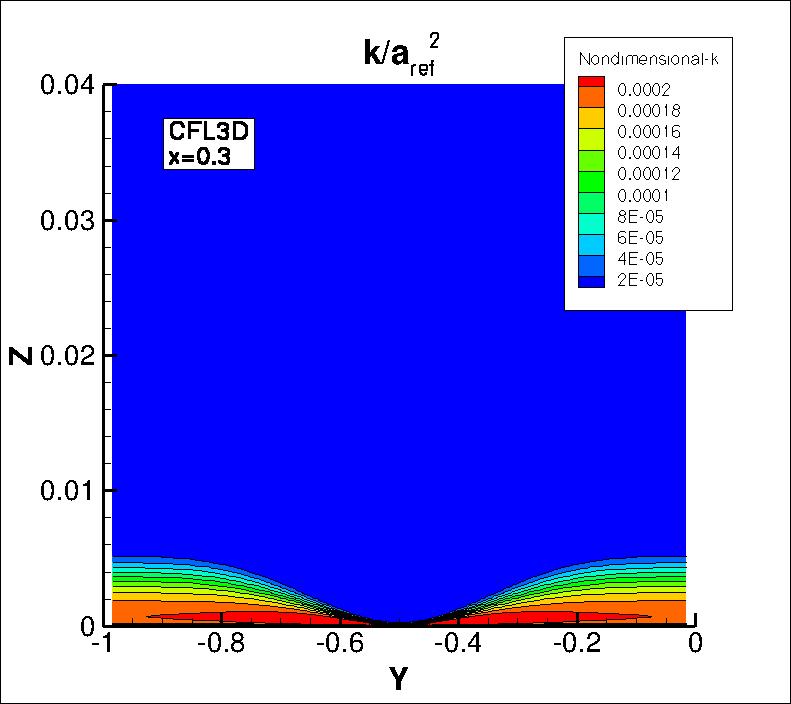 k/a_ref^2
Nondimensional-k
0.0002
0.00018
0.00016
0.00014
0.00012
0.0001
8E-05
6E-05
4E-05
2E-05
CFL3D
x=0.3
0.04
0.03
0.02
0.01
0
Z
-1
-0.8
-0.6
-0.4
-0.2
0
Y